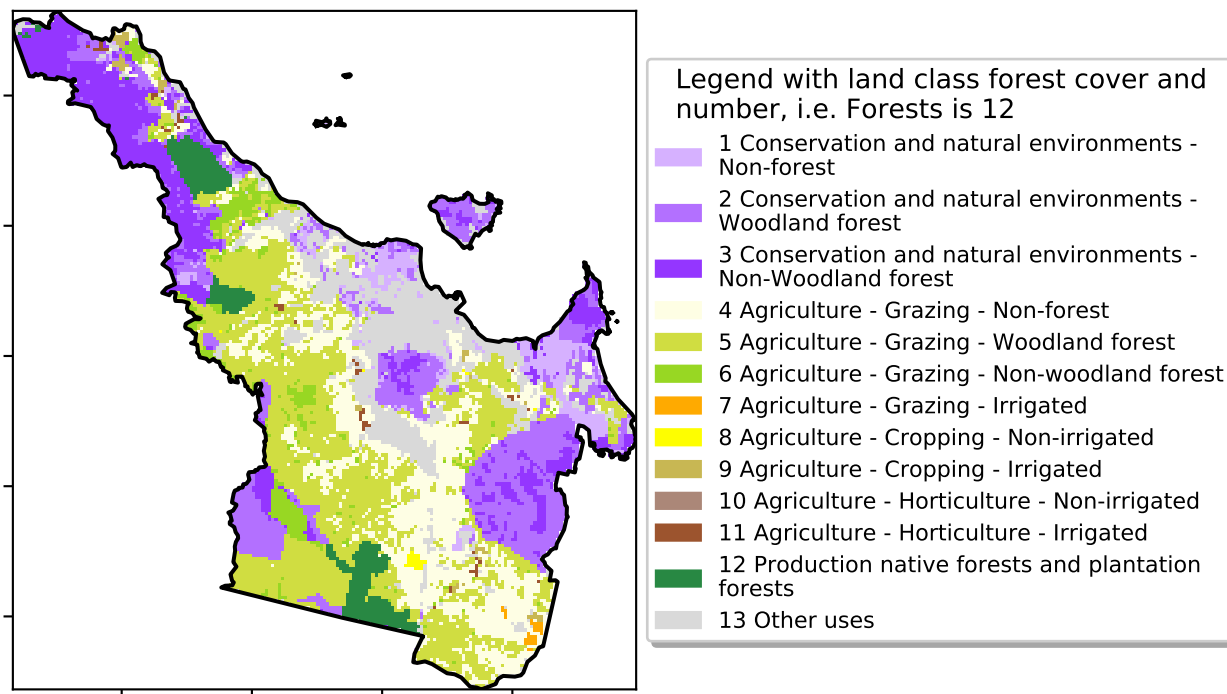 Legend with land class forest cover and
number, i.e. Forests is 12
1 Conservation and natural environments -
Non-forest
2 Conservation and natural environments -
Woodland forest
3 Conservation and natural environments -
Non-Woodland forest
4 Agriculture - Grazing - Non-forest
5 Agriculture - Grazing - Woodland forest
6 Agriculture - Grazing - Non-woodland forest
7 Agriculture - Grazing - Irrigated
8 Agriculture - Cropping - Non-irrigated
9 Agriculture - Cropping - Irrigated
10 Agriculture - Horticulture - Non-irrigated
11 Agriculture - Horticulture - Irrigated
12 Production native forests and plantation
forests
13 Other uses